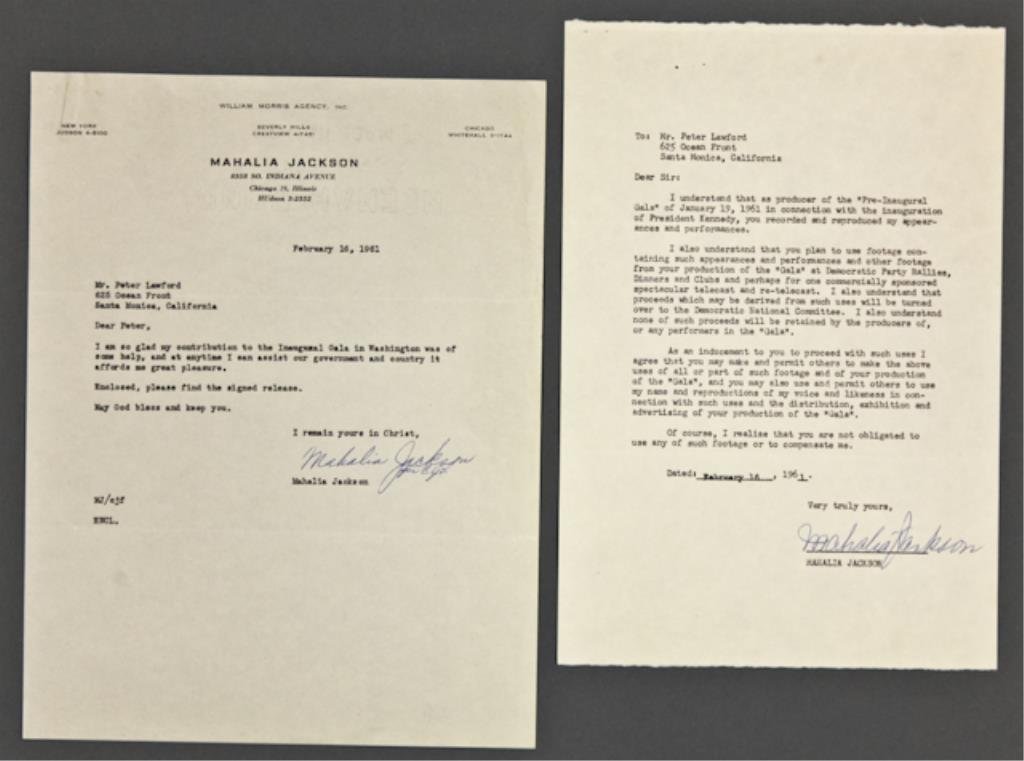 WILLIAM MORRIS AGENCY, INC.
NEW YORK
BEVERLY HILLS
CHICAGO
MAHALIA JACKSON
8358 SO. INDIANA AVENUE
Chicago 19, Illinois
HUdson 3-2552
February 16, 1961
Mr. Peter Lawford
625 Ocean Front
Santa Monica, California
Dear Peter,
I am so glad my contribution to the Inaugural Gala in Washington was of
some help, and at anytime I can assist our government and country it
affords me great pleasure.
Enclosed, please find the signed release.
May God bless and keep you.
I remain yours in Christ,
Mahalia Jackson
Mahalia Jackson
MJ/ejf
ENCL.
To: Mr. Peter Lawford
625 Ocean Front
Santa Monica, California
Dear Sir:
I understand that as producer of the "Pre-Inaugural
Gala" of January 19, 1961 in connection with the inauguration
of President Kennedy, you recorded and reproduced my appear-
ances and performances.
I also understand that you plan to use footage con-
taining such appearances and performances and other footage
from your production of the "Gala" at Democratic Party Rallies,
Dinners and Clubs and perhaps for one commercially sponsored
spectacular telecast and re-telecast. I also understand that
proceeds which may be derived from such uses will be turned
over to the Democratic National Committee. I also understand
none of such proceeds will be retained by the producers of,
or any performers in the "Gala".
As an inducement to you to proceed with such uses I
agree that you may make and permit others to make the above
uses of all or part of such footage and of your production
of the "Gala", and you may also use and permit others to use
my name and reproductions of my voice and likeness in con-
nection with such uses and the distribution, exhibition and
advertising of your production of the "Gala".
Of course, I realize that you are not obligated to
use any of such footage or to compensate me.
Dated: February 16, 1961.
Very truly yours,
Mahalia Jackson
MAHALIA JACKSON